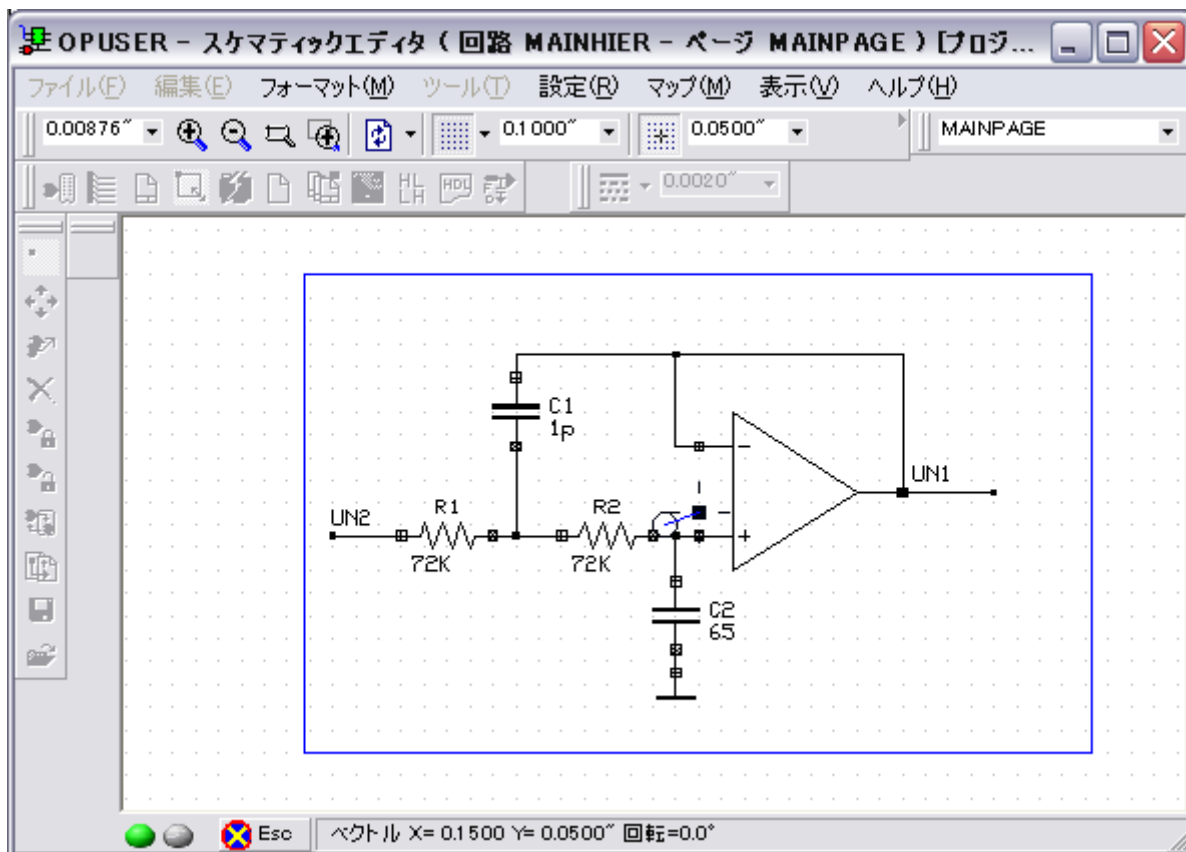 OPUSER - スケマティックエディタ ( 回路 MAINHIER - ページ MAINPAGE ) [プロジ...
ファイル(F) 編集(E) フォーマット(M) ツール(T) 設定(R) マップ(M) 表示(V) ヘルプ(H)
0.00876" 0.1000" 0.0500" MAINPAGE
HL LH HDL 0.0020"
C1
1p
UN1
R1 R2
UN2
72K 72K
C2
65
Esc ベクトル X= 0.1500 Y= 0.0500" 回転=0.0°